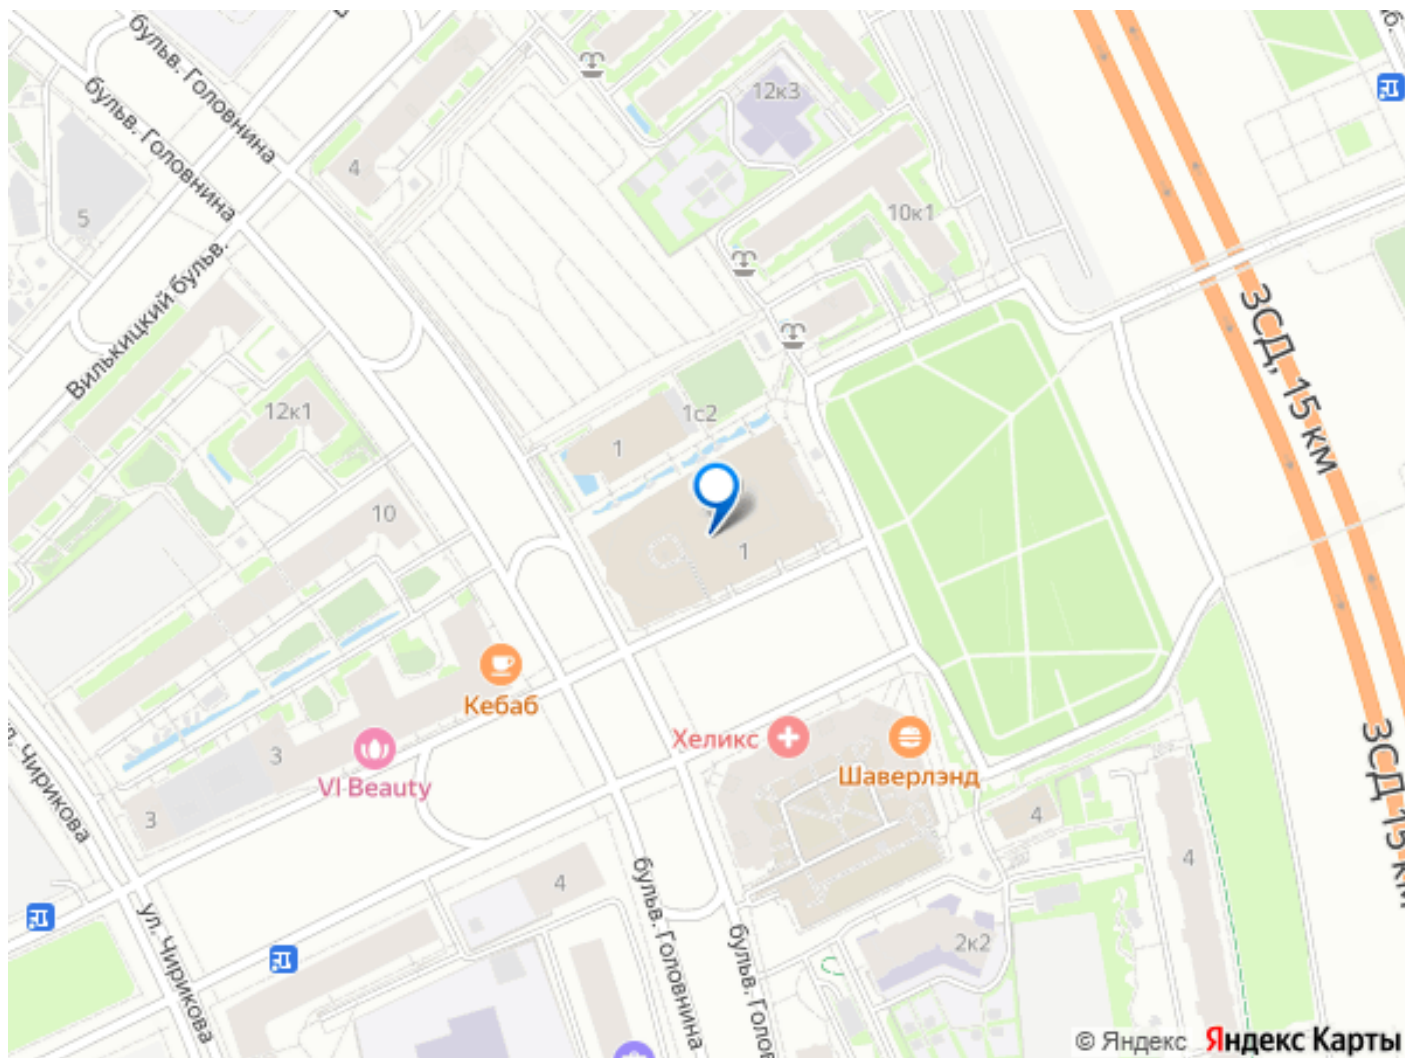 бульв. Головнина
бульв. Головнина
12к3
4
5
10к1
Вилькицкий бульв.
ЗСД, 15 км
12к1
1с2
1
10
1
Кебаб
Хеликс
Шаверлэнд
3
VI Beauty
3
Чирикова
4
4
4
ЗСД 15 км
ул. Чирикова
бульв. Головнина
бульв. Голов
2к2
© Яндекс Яндекс Карты